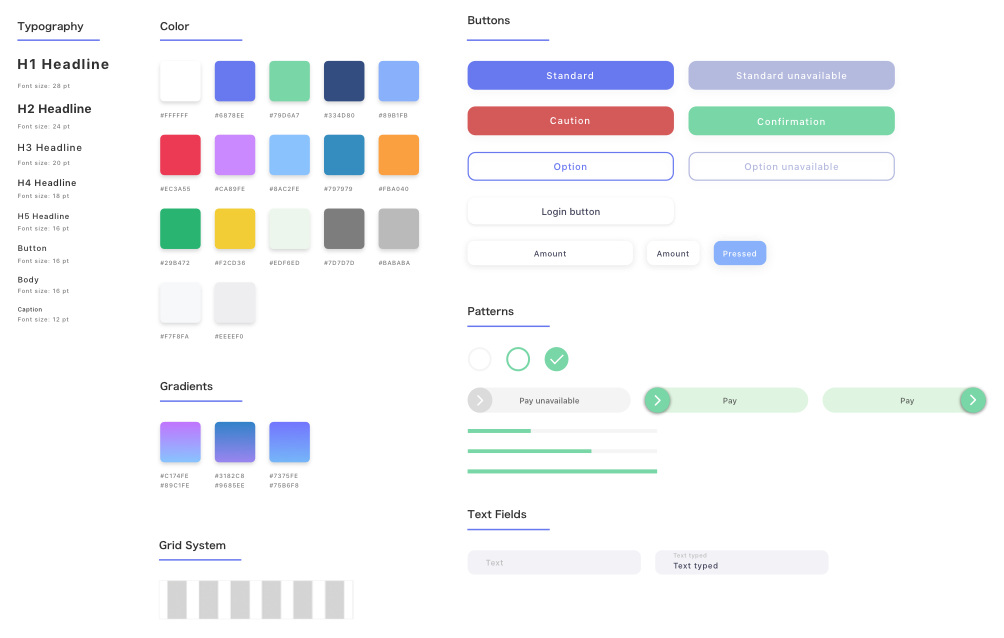 Typography
H1 Headline
Font size: 28 pt
H2 Headline
Font size: 24 pt
H3 Headline
Font size: 20 pt
H4 Headline
Font size: 18 pt
H5 Headline
Font size: 16 pt
Button
Font size: 16 pt
Body
Font size: 16 pt
Caption
Font size: 12 pt
Color
#FFFFFF #6878EE #79D6A7 #334D80 #89B1FB
#EC3A55 #CA89FE #8AC2FE #797979 #FBA040
#29B472 #F2CD36 #EDF6ED #7D7D7D #BABABA
#F7F8FA #EEEEF0
Gradients
#C174FE #3182C8 #7375FE
#89C1FE #9685EE #75B6F8
Grid System
Buttons
Standard Standard unavailable
Caution Confirmation
Option Option unavailable
Login button
Amount Amount Pressed
Patterns
Pay unavailable Pay Pay
Text Fields
Text
Text typed
Text typed